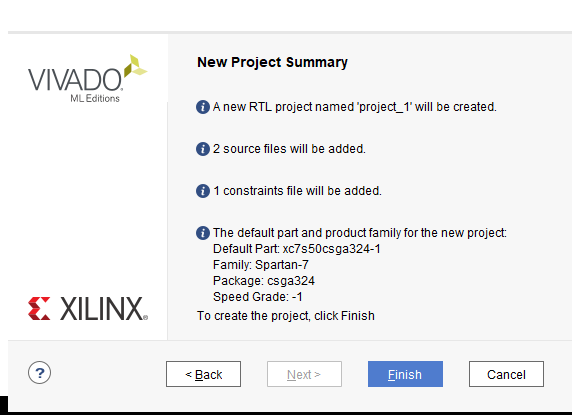 VIVADO.
ML Editions
New Project Summary
A new RTL project named 'project_1' will be created.
2 source files will be added.
1 constraints file will be added.
The default part and product family for the new project:
Default Part: xc7s50csga324-1
Family: Spartan-7
Package: csga324
Speed Grade: -1
XILINX®
To create the project, click Finish
?
< Back
Next >
Finish
Cancel